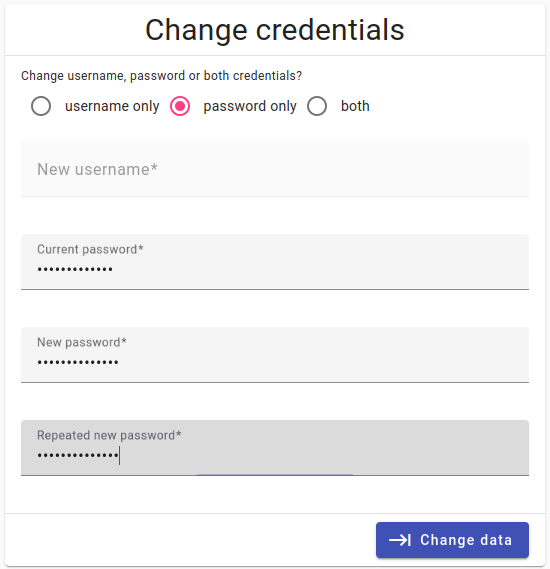 Change credentials
Change username, password or both credentials?
username only password only both
New username*
Current password*
•••••••••••••
New password*
••••••••••••••
Repeated new password*
••••••••••••••
Change data